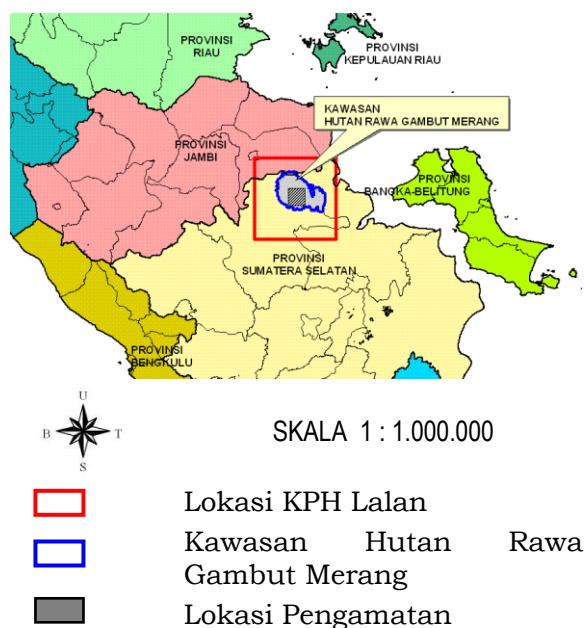 PROVINSI
RIAU
PROVINSI
KEPULAUAN RIAU
KAWASAN
HUTAN RAWA GAMBUT MERANG
PROVINSI
JAMBI
PROVINSI
BANGKA-BELITUNG
PROVINSI
SUMATERA SELATAN
PROVINSI
BENGKULU
U
B T
S
SKALA 1 : 1.000.000
Lokasi KPH Lalan
Kawasan Hutan Rawa
Gambut Merang
Lokasi Pengamatan